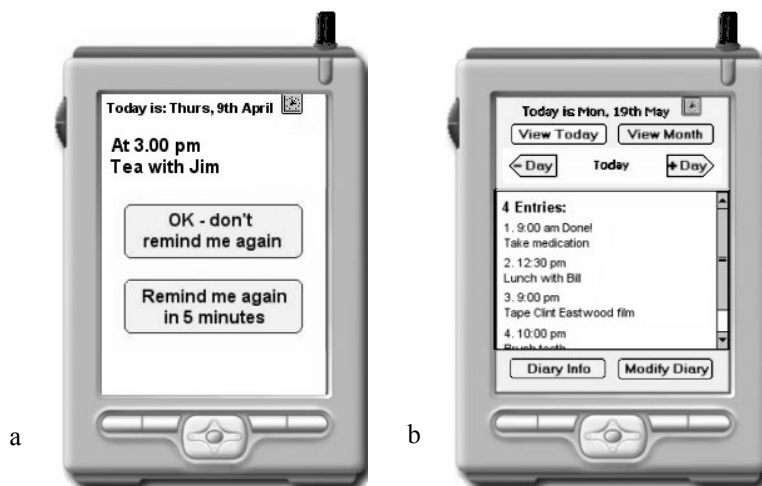 Today is: Thurs, 9th April
At 3.00 pm
Tea with Jim
OK - don't
remind me again
Remind me again
in 5 minutes
a
Today is: Mon, 19th May
View Today View Month
- Day Today + Day
4 Entries:
1. 9:00 am Done!
Take medication
2. 12:30 pm
Lunch with Bill
3. 9:00 pm
Tape Clint Eastwood film
4. 10:00 pm
Brush teeth
Diary Info Modify Diary
b